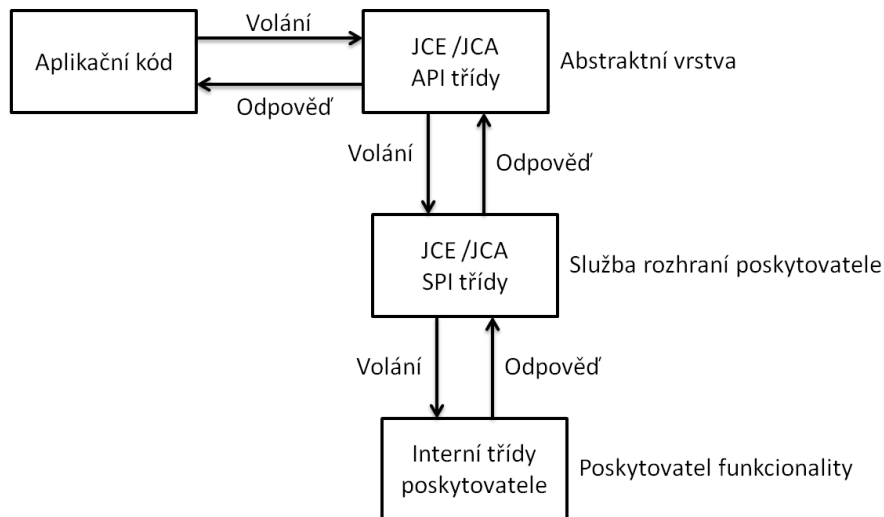 Volání
Aplikační kód
JCE /JCA
API třídy
Abstraktní vrstva
Odpověď
Volání
Odpověď
JCE /JCA
SPI třídy
Služba rozhraní poskytovatele
Volání
Odpověď
Interní třídy
poskytovatele
Poskytovatel funkcionality